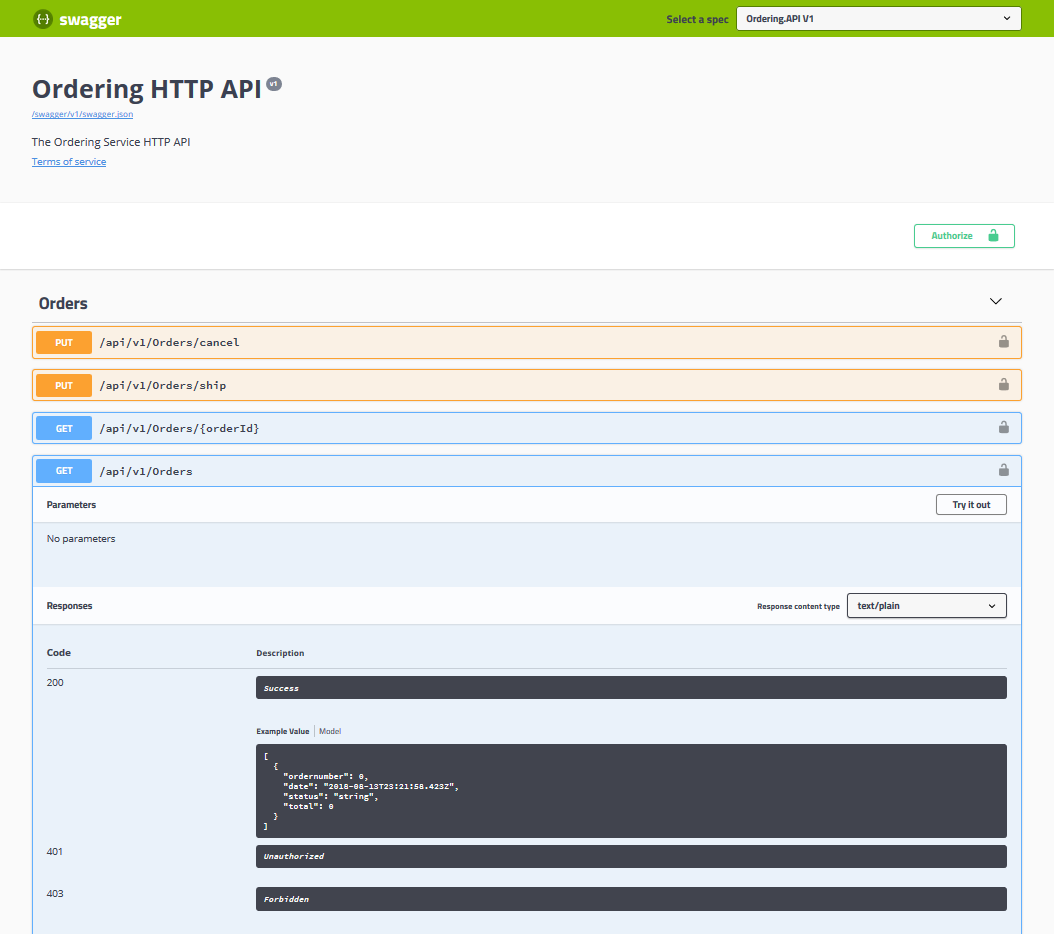 swagger
Select a spec Ordering.API V1
Ordering HTTP API v1
/swagger/v1/swagger.json
The Ordering Service HTTP API
Terms of service
Authorize
Orders
PUT /api/v1/Orders/cancel
PUT /api/v1/Orders/ship
GET /api/v1/Orders/{orderId}
GET /api/v1/Orders
Parameters Try it out
No parameters
Responses Response content type text/plain
Code Description
200 Success
Example Value Model
[
{
"ordernumber": 0,
"date": "2018-08-13T23:21:58.423Z",
"status": "string",
"total": 0
}
]
401 Unauthorized
403 Forbidden